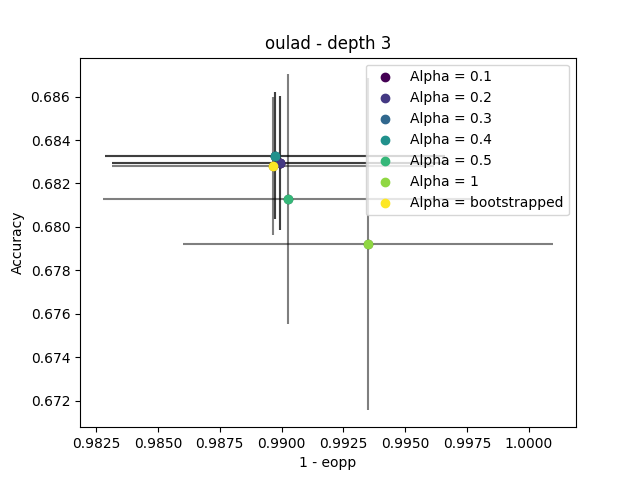 oulad - depth 3
Alpha = 0.1
Alpha = 0.2
Alpha = 0.3
Alpha = 0.4
Alpha = 0.5
Alpha = 1
Alpha = bootstrapped
Accuracy
0.686
0.684
0.682
0.680
0.678
0.676
0.674
0.672
0.9825 0.9850 0.9875 0.9900 0.9925 0.9950 0.9975 1.0000
1 - eopp